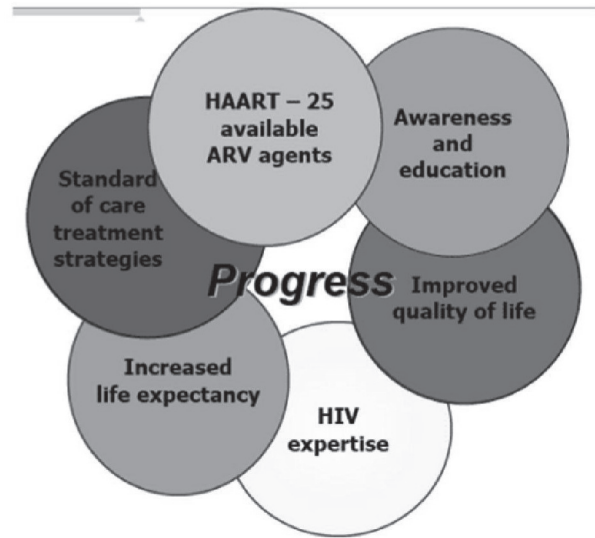 HAART – 25
available
ARV agents
Awareness
and
education
Standard
of care
treatment
strategies
Progress
Improved
quality of life
Increased
life expectancy
HIV
expertise